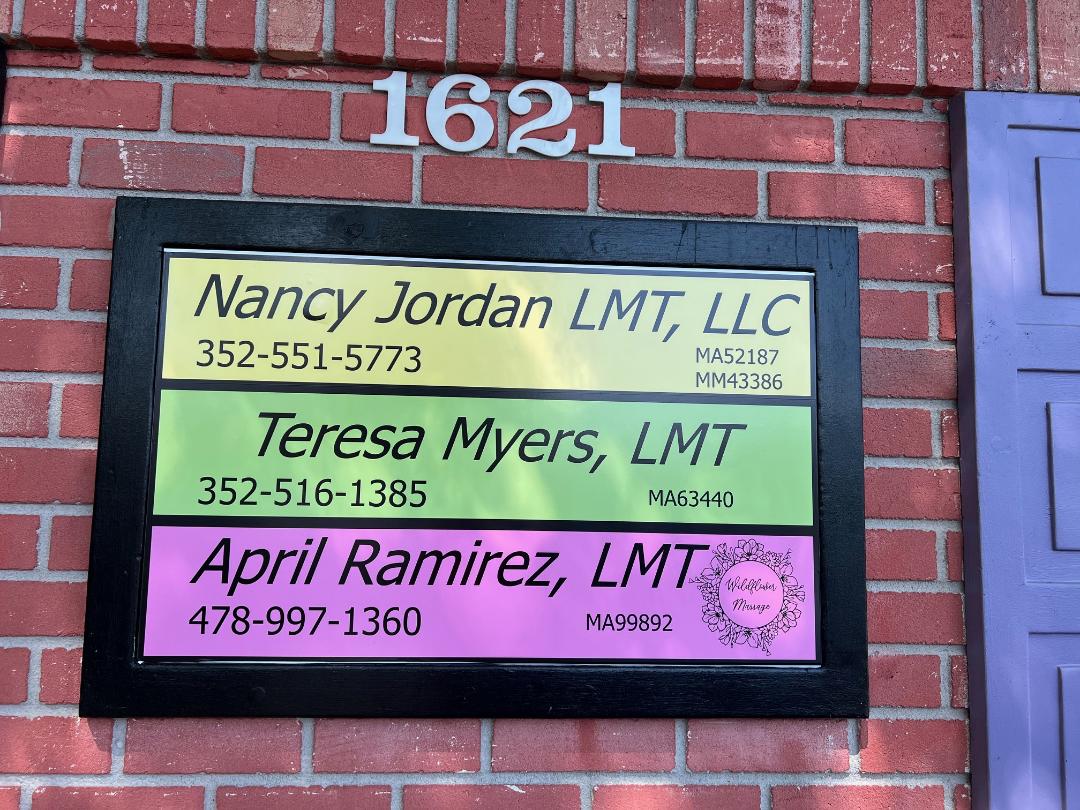 1621
Nancy Jordan LMT, LLC
352-551-5773
MA52187
MM43386
Teresa Myers, LMT
352-516-1385
MA63440
April Ramirez, LMT
478-997-1360
MA99892
Wildflower
Massage